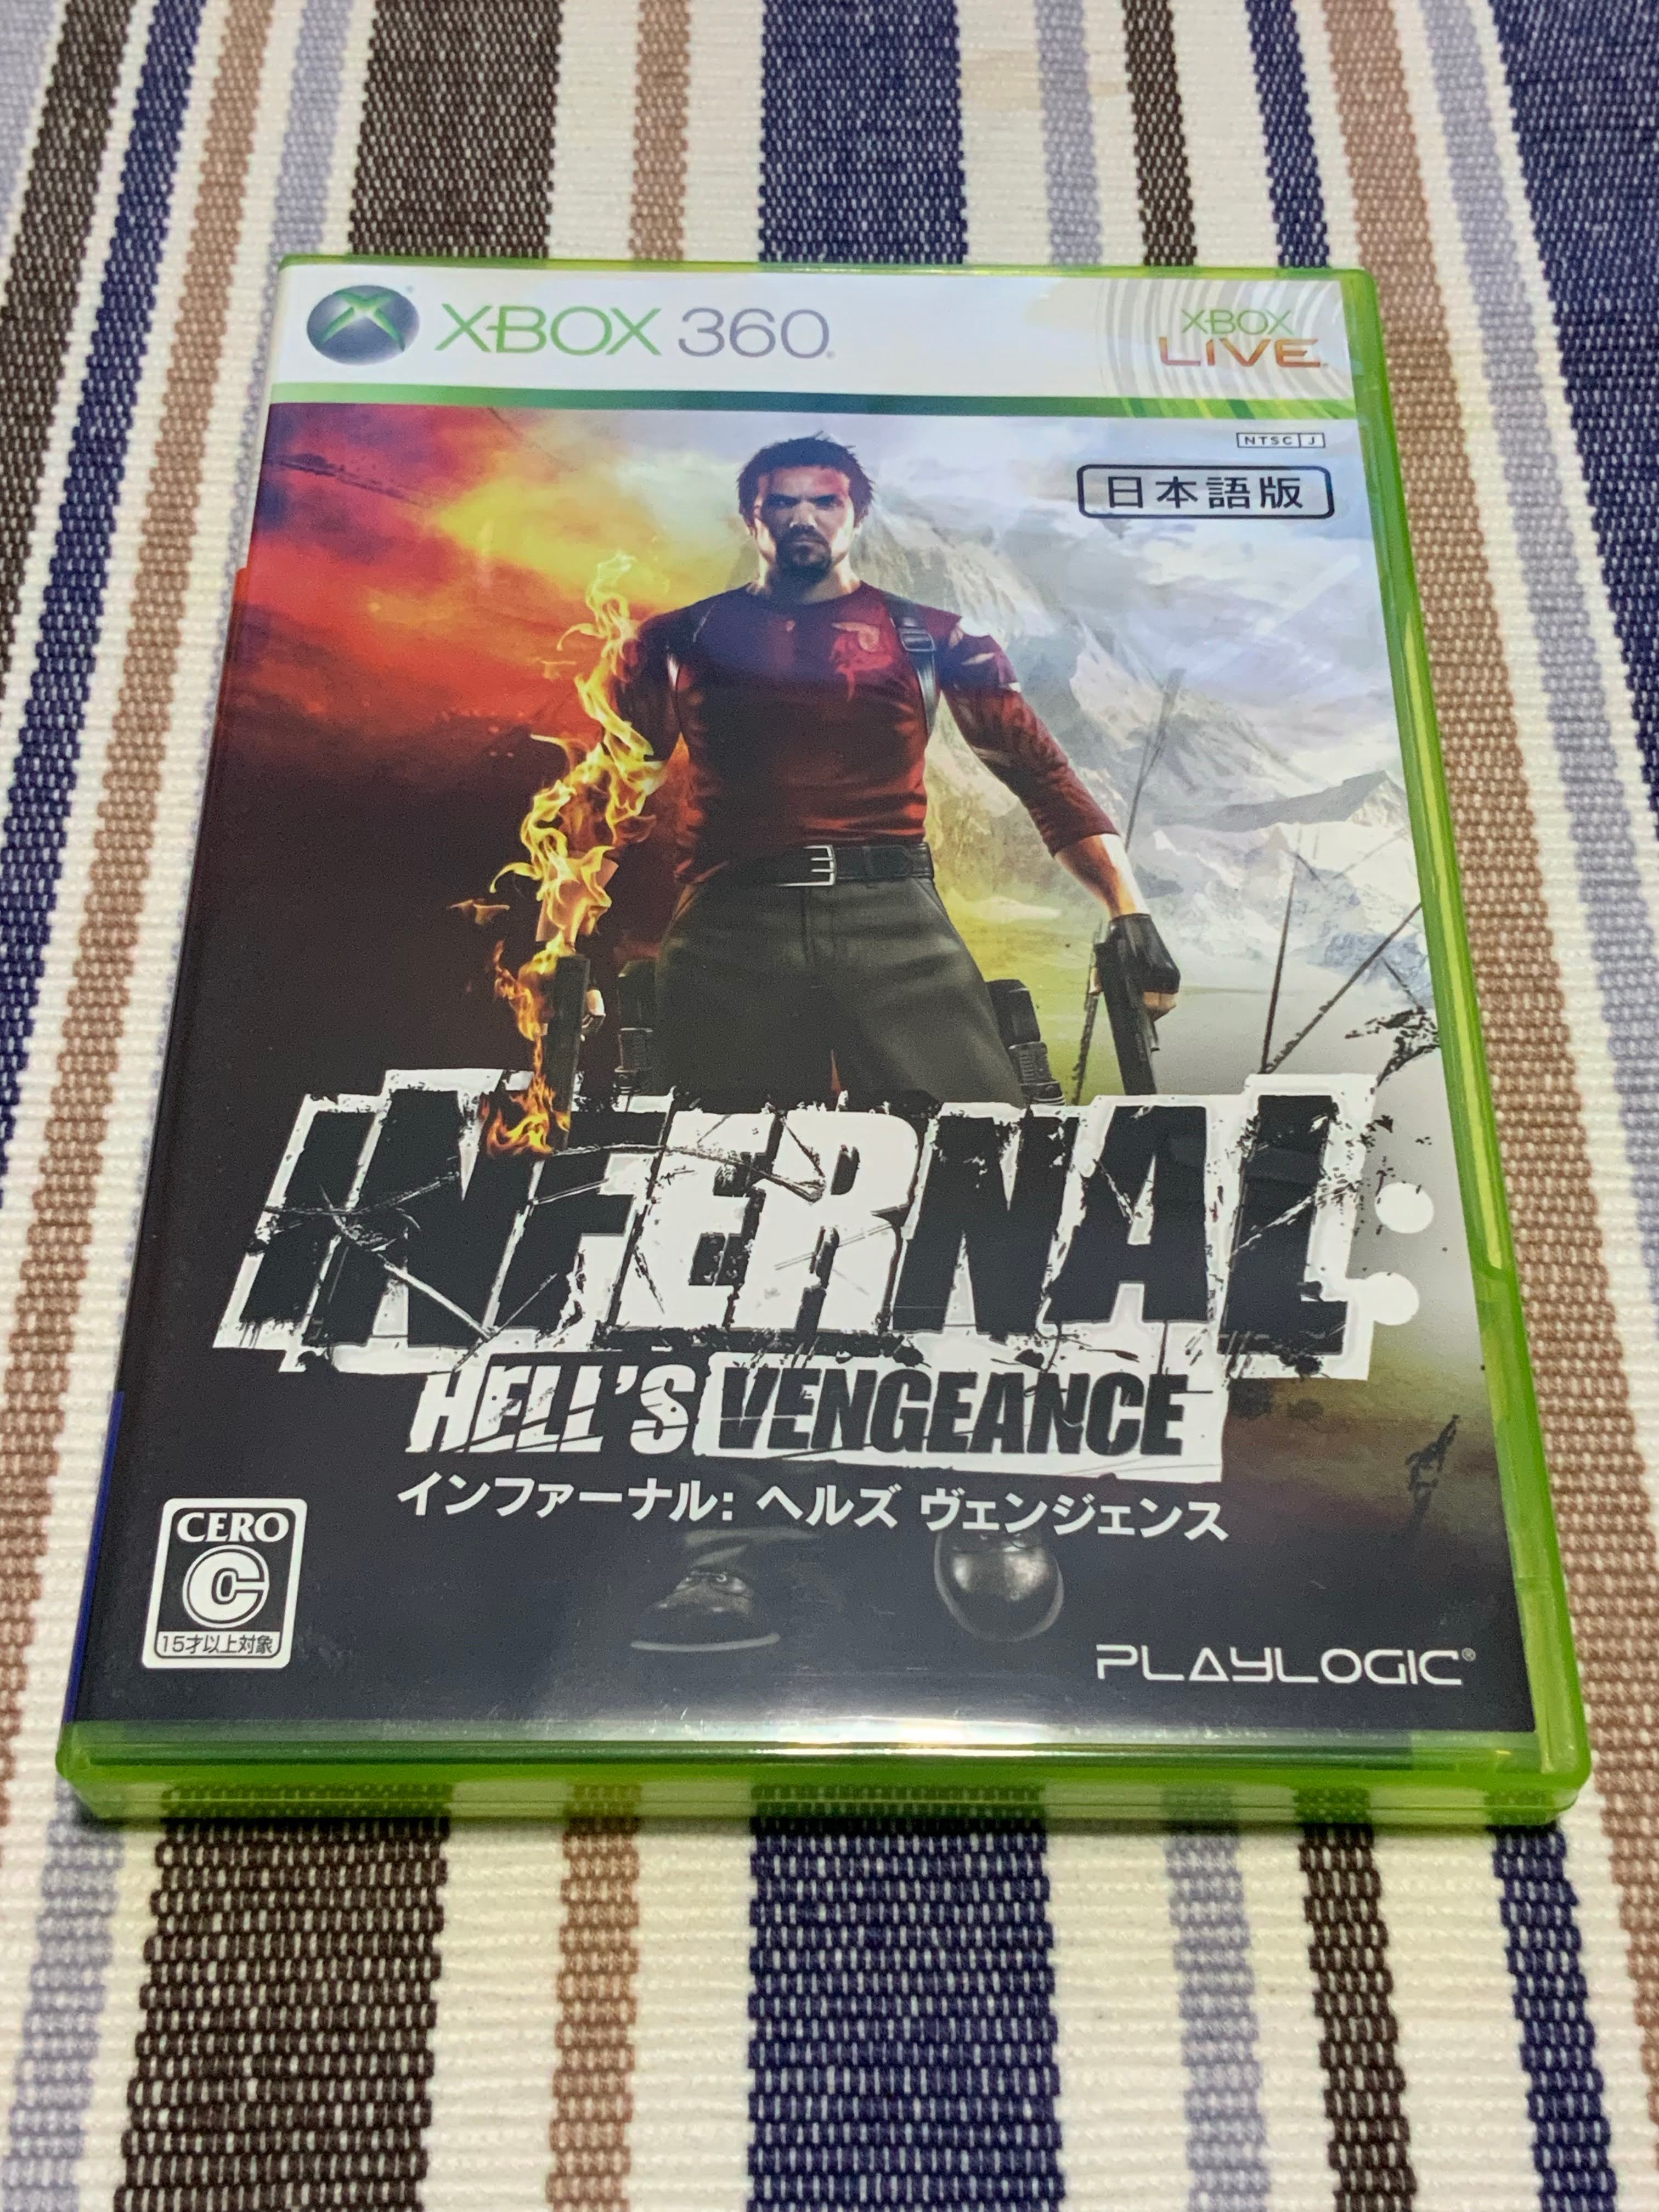 XBOX 360
XBOX
LIVE
NTSC J
日本語版
INFERNAL:
HELL'S VENGEANCE
インファーナル: ヘルズ ヴェンジェンス
CERO
C
15才以上対象
PLAYLOGIC®